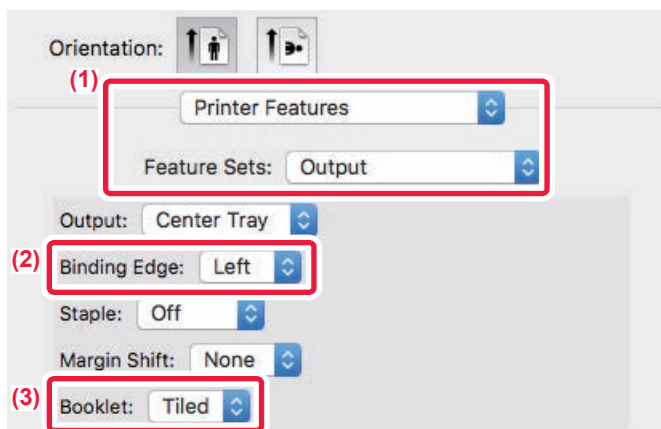 Orientation:
(1)
Printer Features
Feature Sets: Output
Output: Center Tray
(2) Binding Edge: Left
Staple: Off
Margin Shift: None
(3) Booklet: Tiled